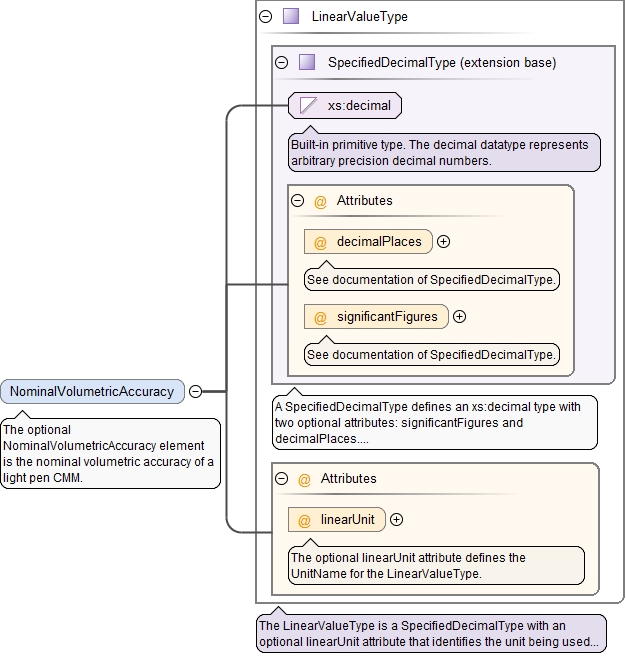 LinearValueType
SpecifiedDecimalType (extension base)
xs:decimal
Built-in primitive type. The decimal datatype represents
arbitrary precision decimal numbers.
@ Attributes
@ decimalPlaces
See documentation of SpecifiedDecimalType.
@ significantFigures
See documentation of SpecifiedDecimalType.
NominalVolumetricAccuracy
The optional
NominalVolumetricAccuracy element
is the nominal volumetric accuracy of a
light pen CMM.
A SpecifiedDecimalType defines an xs:decimal type with
two optional attributes: significantFigures and
decimalPlaces....
@ Attributes
@ linearUnit
The optional linearUnit attribute defines the
UnitName for the LinearValueType.
The LinearValueType is a SpecifiedDecimalType with an
optional linearUnit attribute that identifies the unit being used...